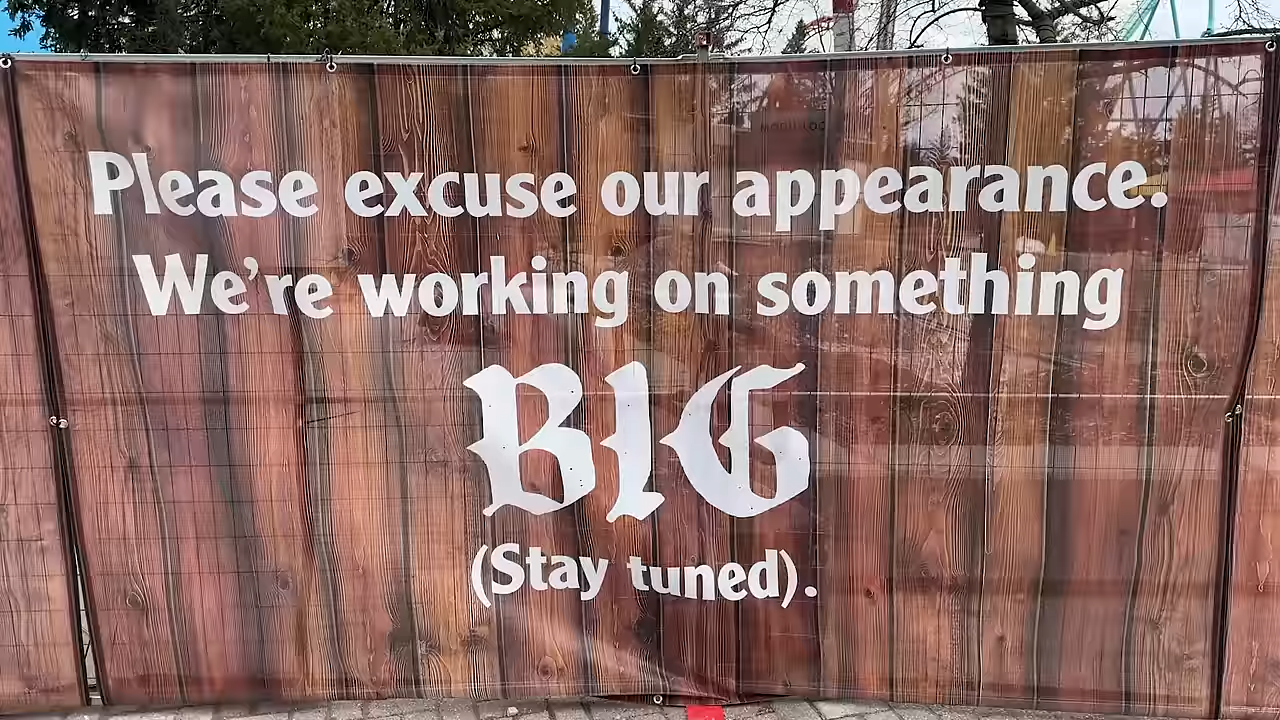 Please excuse our appearance.
We're working on something
BIG
(Stay tuned).